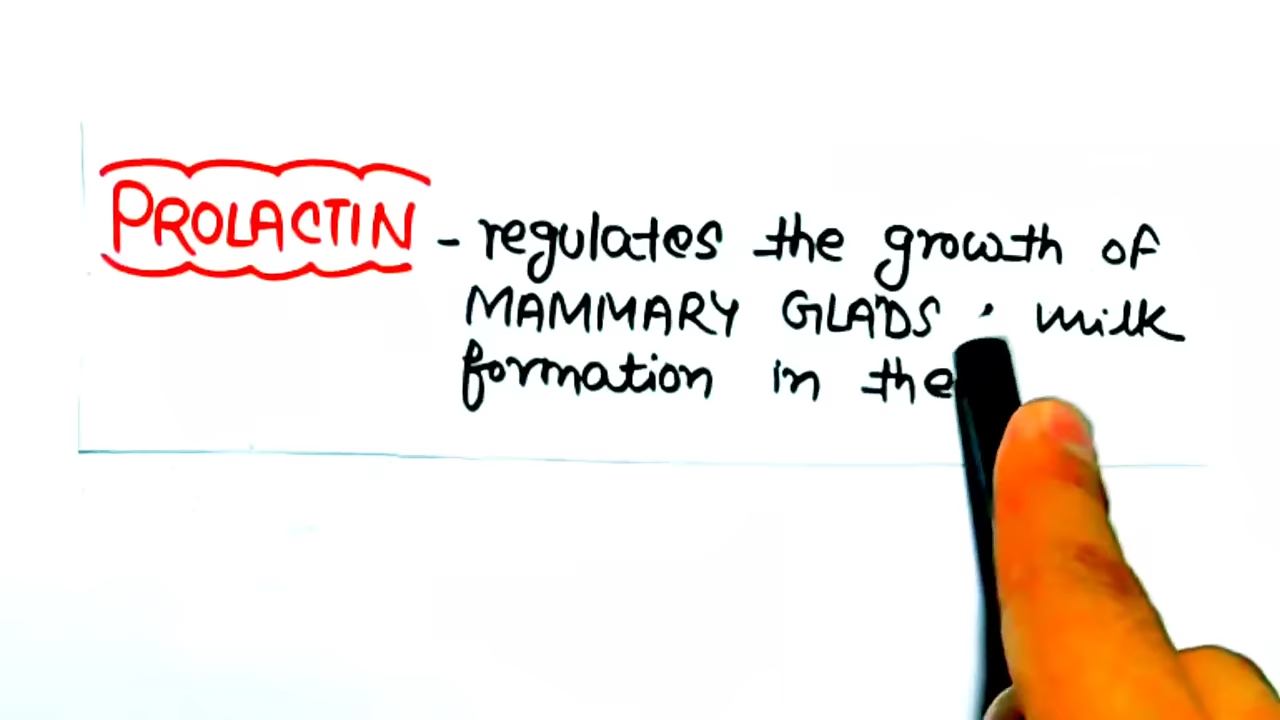 PROLACTIN - regulates the growth of
MAMMARY GLADS milk
formation in the